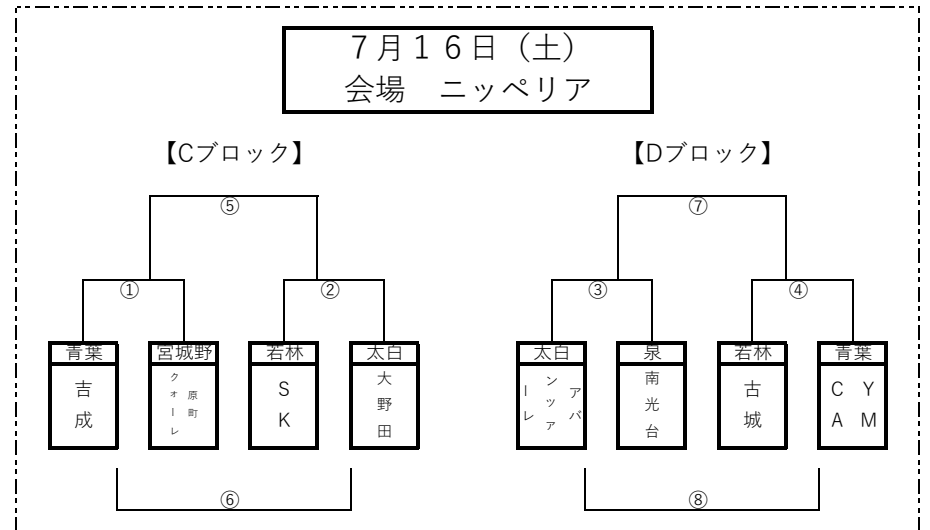 ７月１６日（土）
会場　ニッペリア
【Cブロック】
【Dブロック】
⑤
⑦
①
②
③
④
青葉
宮城野
若林
太白
太白
泉
若林
青葉
吉成
原町
クォーレ
ＳＫ
大野田
アバ
ンッァ
ーレ
南光台
古城
ＹＭ
ＣＡ
⑥
⑧